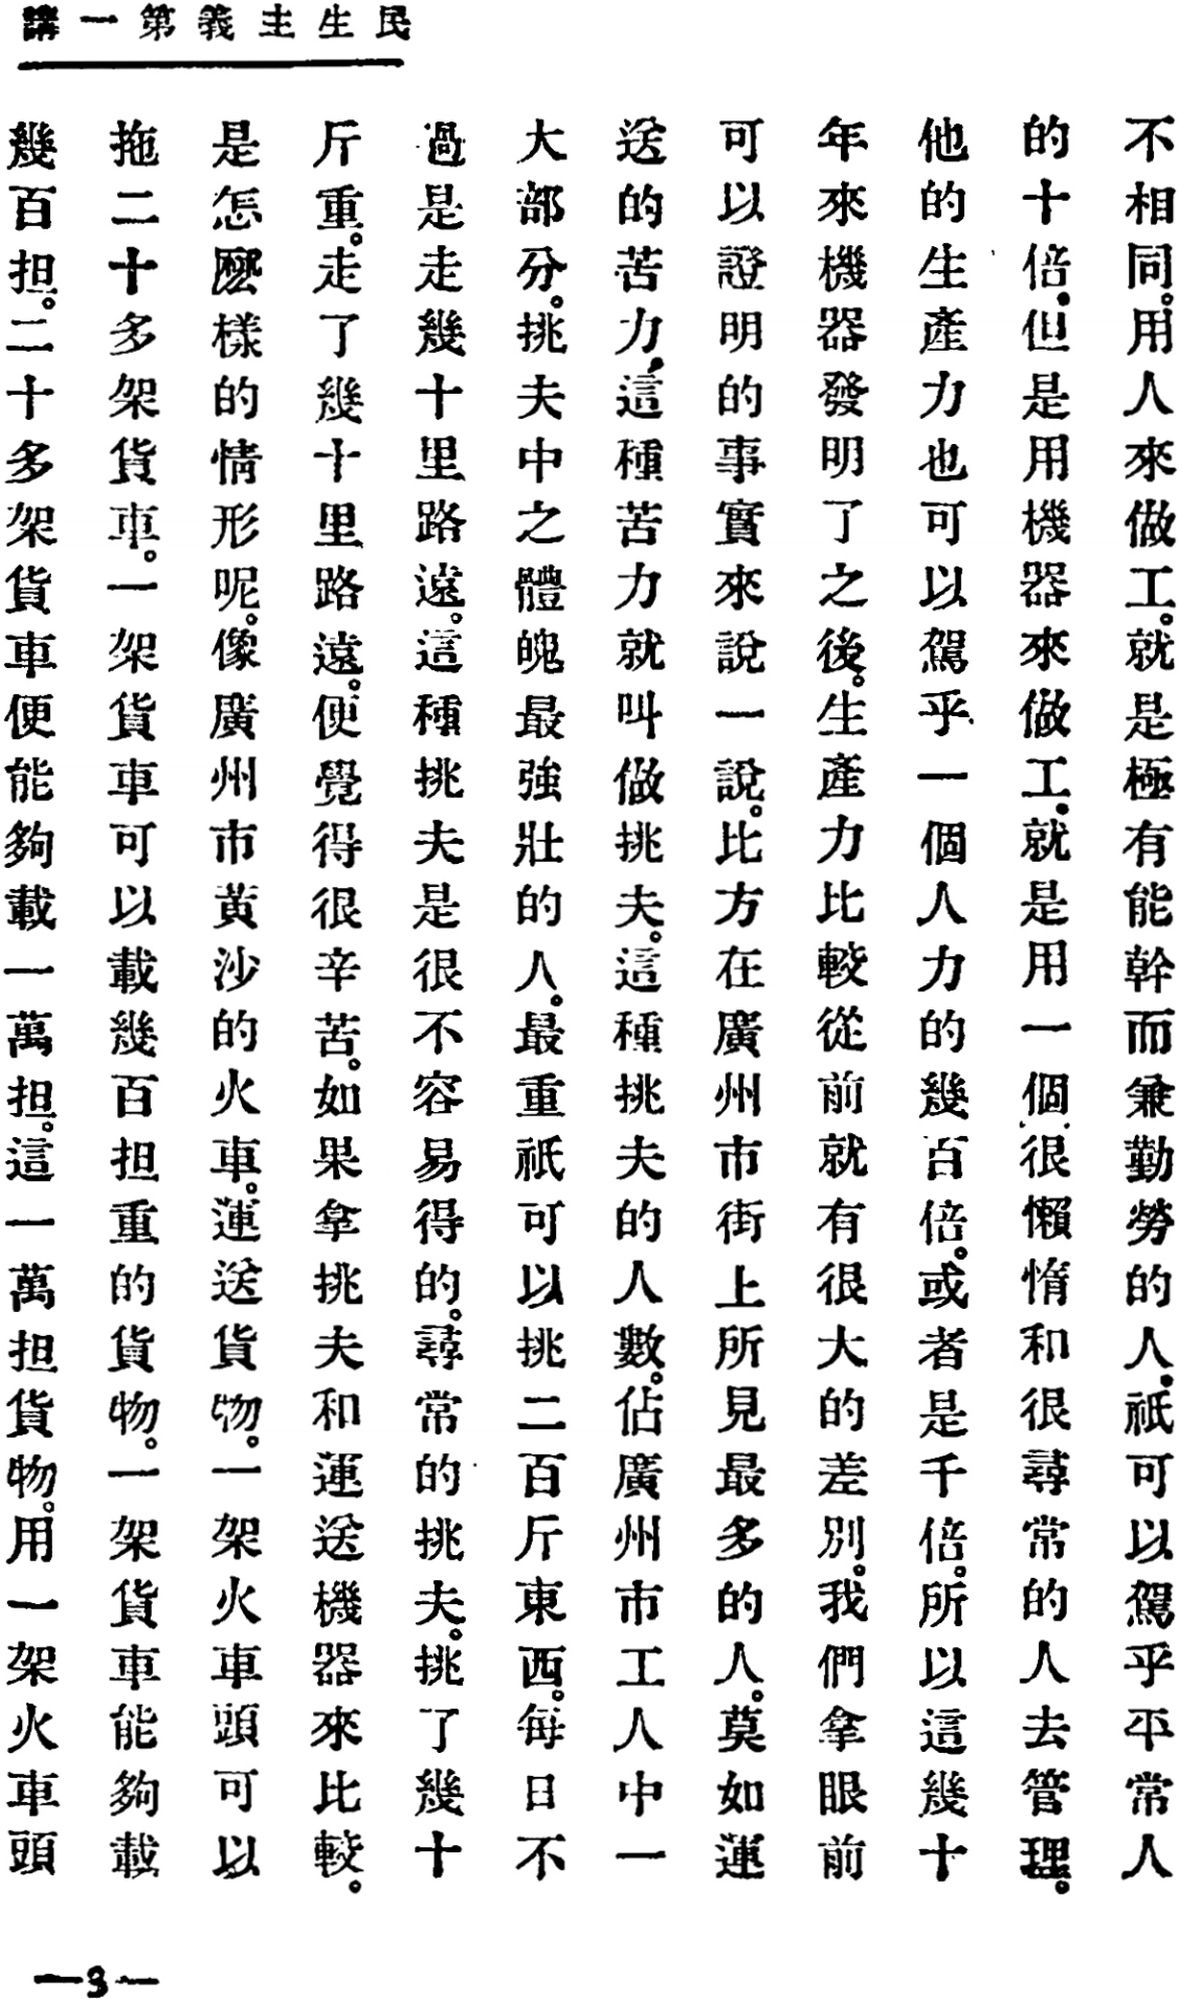 民生主義第一講
不相同。用人來做工。就是極有能幹而兼勤勞的人。祇可以駕乎平常人
的十倍。但是用機器來做工。就是用一個很懶惰和很尋常的人去管理。
他的生產力也可以駕乎一個人力的幾百倍。或者是千倍。所以這幾十
年來機器發明了之後。生產力比較從前就有很大的差別。我們拿眼前
可以證明的事實來說一說。比方在廣州市街上所見最多的人。莫如運
送的苦力。這種苦力就叫做挑夫。這種挑夫的人數。佔廣州市工人中一
大部分。挑夫中之體魄最強壯的人。最重祇可以挑二百斤東西。每日不
過是走幾十里路遠。這種挑夫是很不容易得的。尋常的挑夫。挑了幾十
斤重。走了幾十里路遠。便覺得很辛苦。如果拿挑夫和運送機器來比較。
是怎麼樣的情形呢。像廣州市黃沙的火車。運送貨物。一架火車頭可以
拖二十多架貨車。一架貨車可以載幾百担重的貨物。一架貨車能夠載
幾百担。二十多架貨車便能夠載一萬担。這一萬担貨物。用一架火車頭
—3—